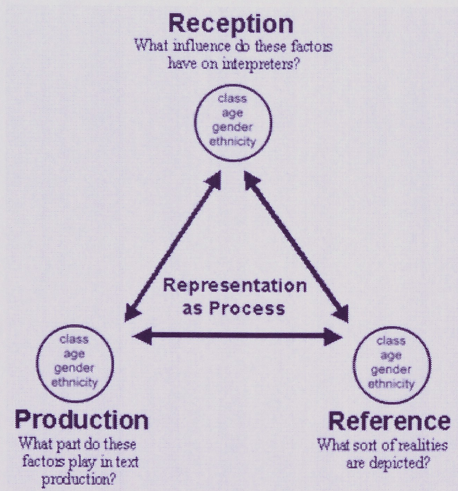 Reception
What influence do these factors
have on interpreters?
class
age
gender
ethnicity
Representation
as Process
class
age
gender
ethnicity
Production
What part do these
factors play in text
production?
class
age
gender
ethnicity
Reference
What sort of realities
are depicted?